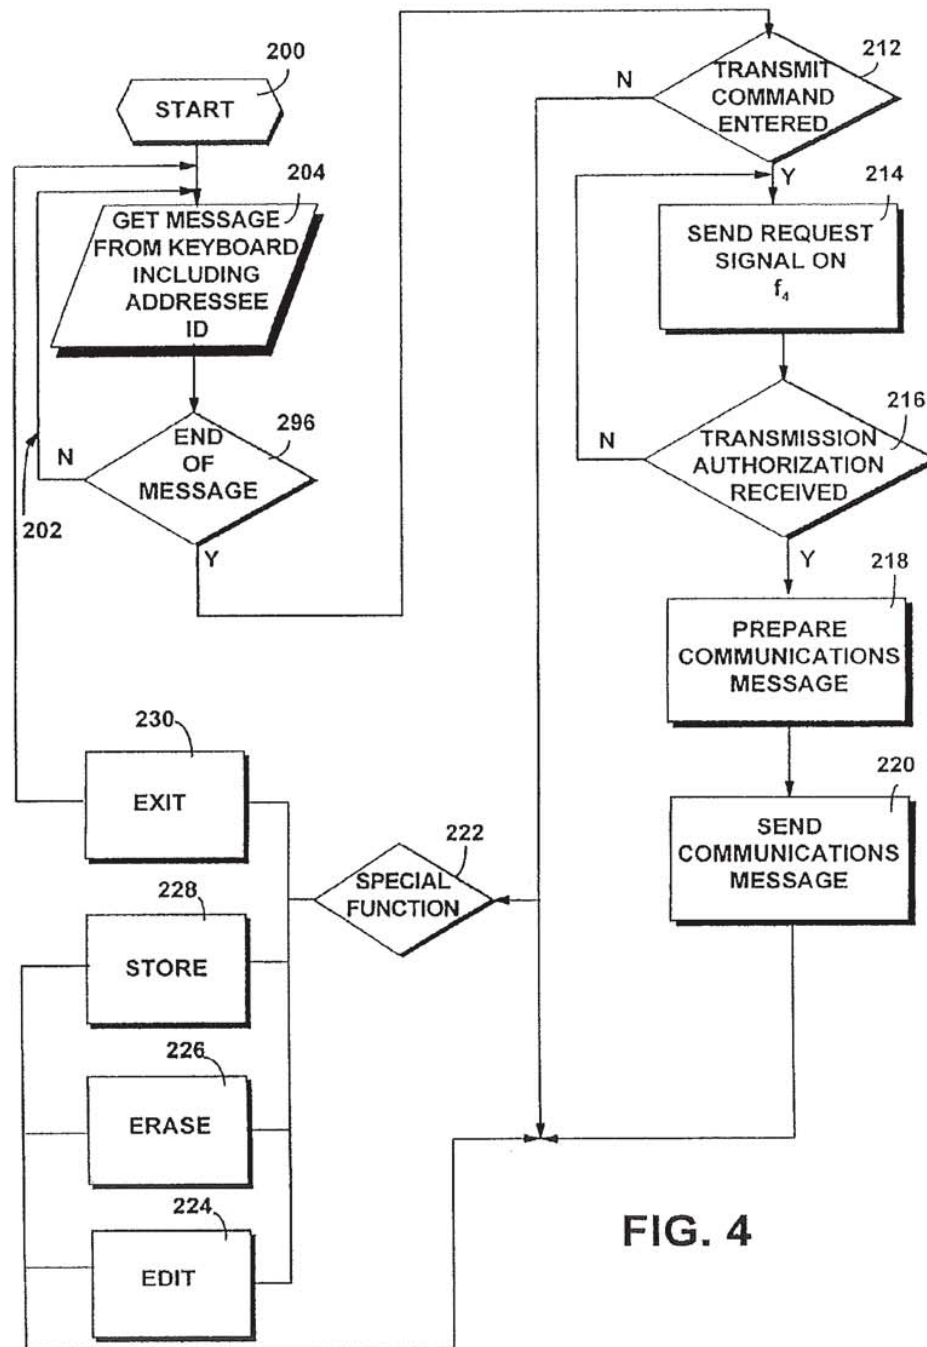 200
START
204
GET MESSAGE
FROM KEYBOARD
INCLUDING
ADDRESSEE
ID
296
END
OF
MESSAGE
N
202
Y
212
TRANSMIT
COMMAND
ENTERED
N
Y
214
SEND REQUEST
SIGNAL ON
f₄
216
TRANSMISSION
AUTHORIZATION
RECEIVED
N
Y
218
PREPARE
COMMUNICATIONS
MESSAGE
220
SEND
COMMUNICATIONS
MESSAGE
222
SPECIAL
FUNCTION
230
EXIT
228
STORE
226
ERASE
224
EDIT
FIG. 4